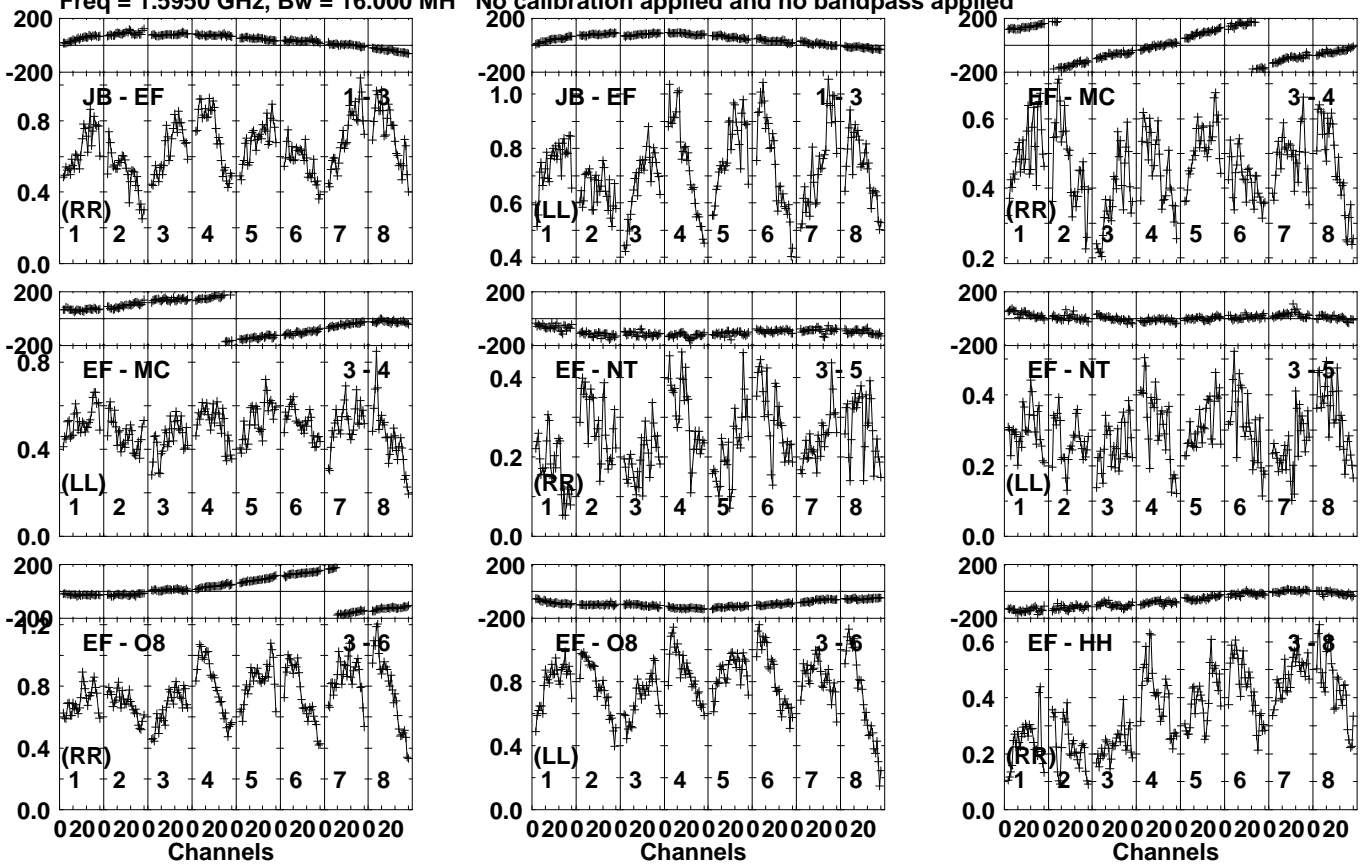 Freq = 1.5950 GHz, Bw = 16.000 MH No calibration applied and no bandpass applied
200 200 200
-200 -200 -200
JB - EF 1 - 3 JB - EF 1 - 3 EF - MC 3 - 4
0.8 0.4 0.0
1.0 0.8 0.6 0.4
0.6 0.4 0.2
(RR) (LL) (RR)
1 2 3 4 5 6 7 8 1 2 3 4 5 6 7 8 1 2 3 4 5 6 7 8
200 200 200
-200 -200 -200
EF - MC 3 - 4 EF - NT 3 - 5 EF - NT 3 - 5
0.8 0.4 0.0
0.4 0.2 0.0
0.4 0.2 0.0
(LL) (RR) (LL)
1 2 3 4 5 6 7 8 1 2 3 4 5 6 7 8 1 2 3 4 5 6 7 8
200 200 200
-200 -200 -200
EF - O8 3 - 6 EF - O8 3 - 6 EF - HH 3 - 8
1.2 0.8 0.4 0.0
0.8 0.4 0.0
0.6 0.4 0.2 0.0
(RR) (LL) (RR)
1 2 3 4 5 6 7 8 1 2 3 4 5 6 7 8 1 2 3 4 5 6 7 8
0 20 0 20 0 20 0 20 0 20 0 20 0 20 0 20 0 20 0 20 0 20 0 20 0 20 0 20 0 20 0 20 0 20 0 20 0 20 0 20 0 20 0 20 0 20 0 20
Channels Channels Channels